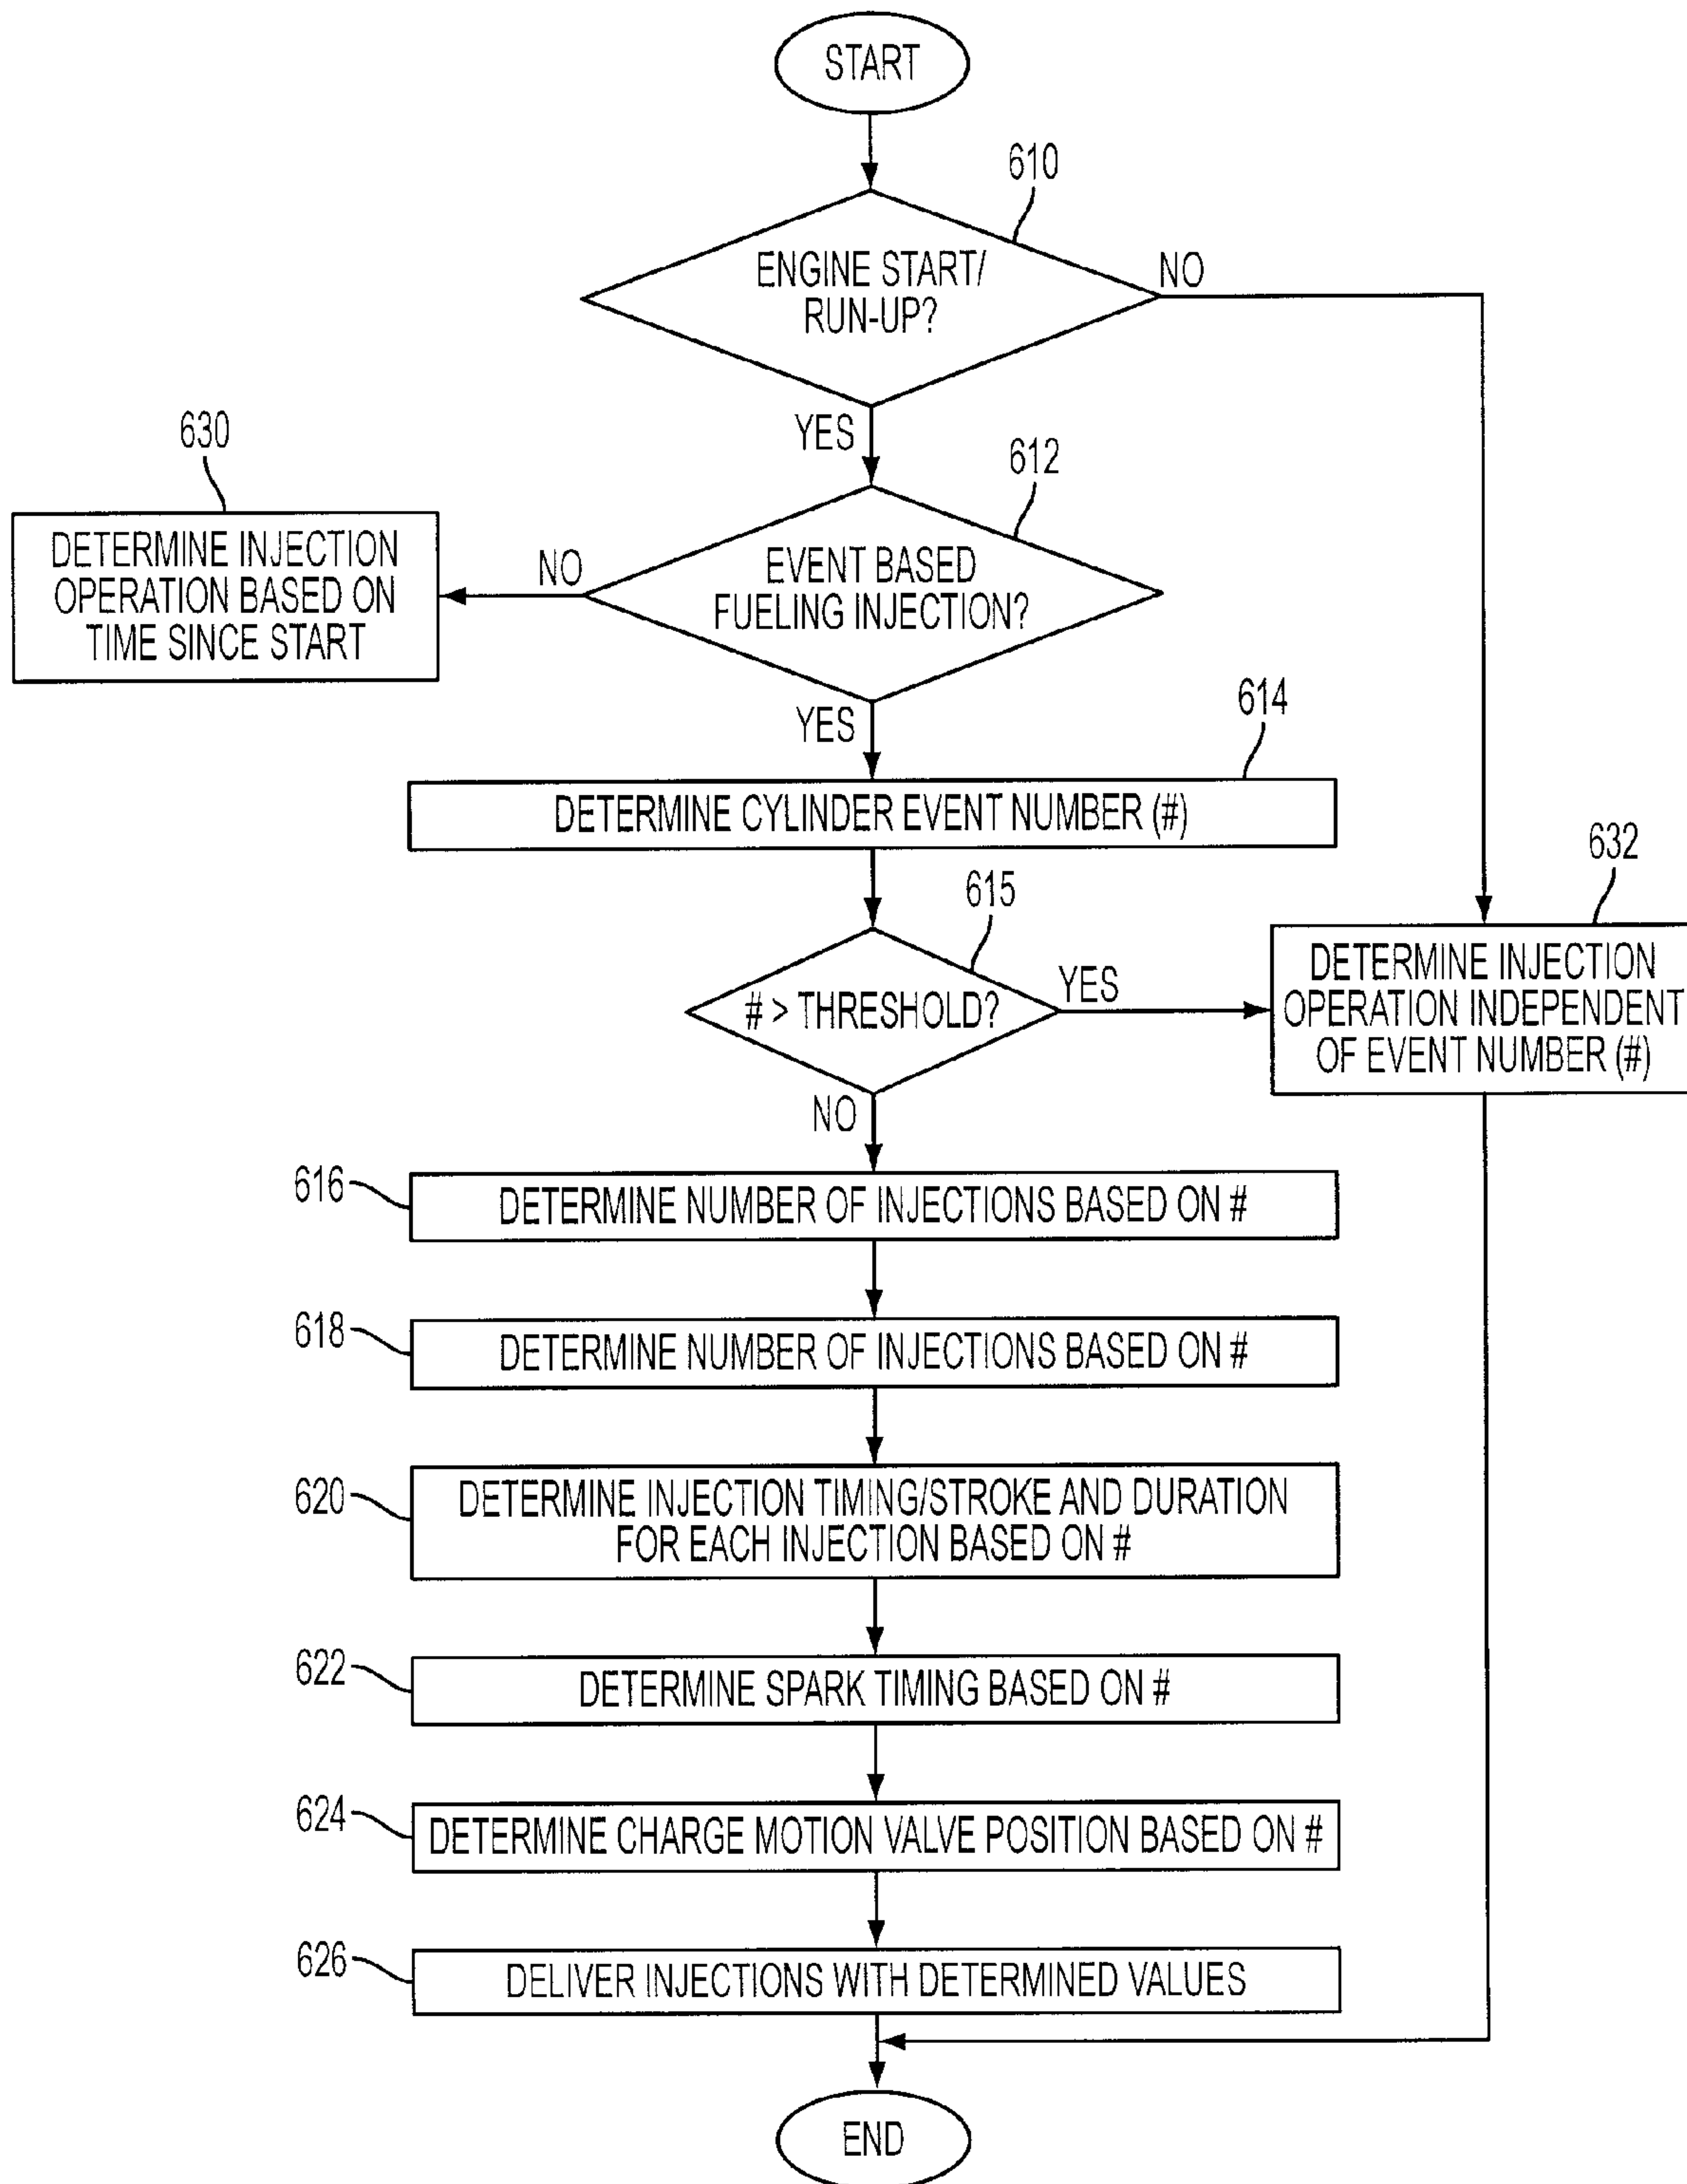 START
610
ENGINE START/
RUN-UP?
NO
YES
630
612
DETERMINE INJECTION
OPERATION BASED ON
TIME SINCE START
NO
EVENT BASED
FUELING INJECTION?
YES
614
DETERMINE CYLINDER EVENT NUMBER (#)
632
615
# > THRESHOLD?
YES
DETERMINE INJECTION
OPERATION INDEPENDENT
OF EVENT NUMBER (#)
NO
616
DETERMINE NUMBER OF INJECTIONS BASED ON #
618
DETERMINE NUMBER OF INJECTIONS BASED ON #
620
DETERMINE INJECTION TIMING/STROKE AND DURATION
FOR EACH INJECTION BASED ON #
622
DETERMINE SPARK TIMING BASED ON #
624
DETERMINE CHARGE MOTION VALVE POSITION BASED ON #
626
DELIVER INJECTIONS WITH DETERMINED VALUES
END